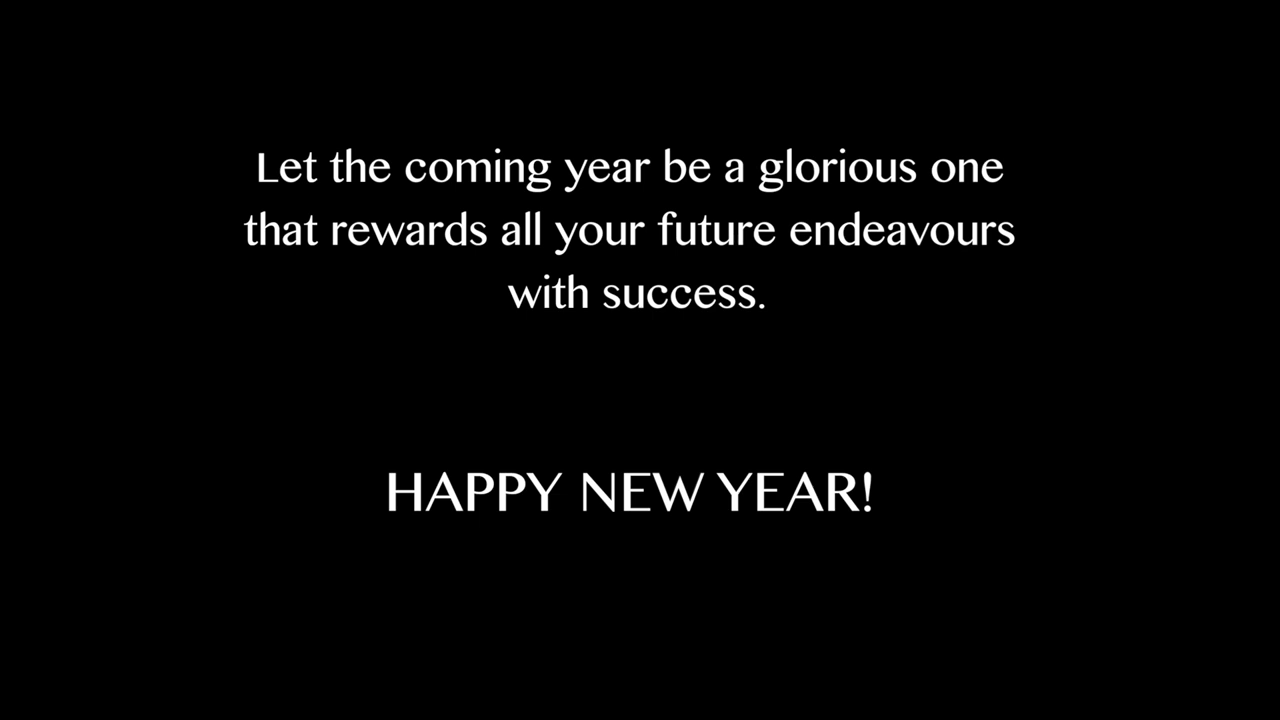 Let the coming year be a glorious one
that rewards all your future endeavours
with success.
HAPPY NEW YEAR!